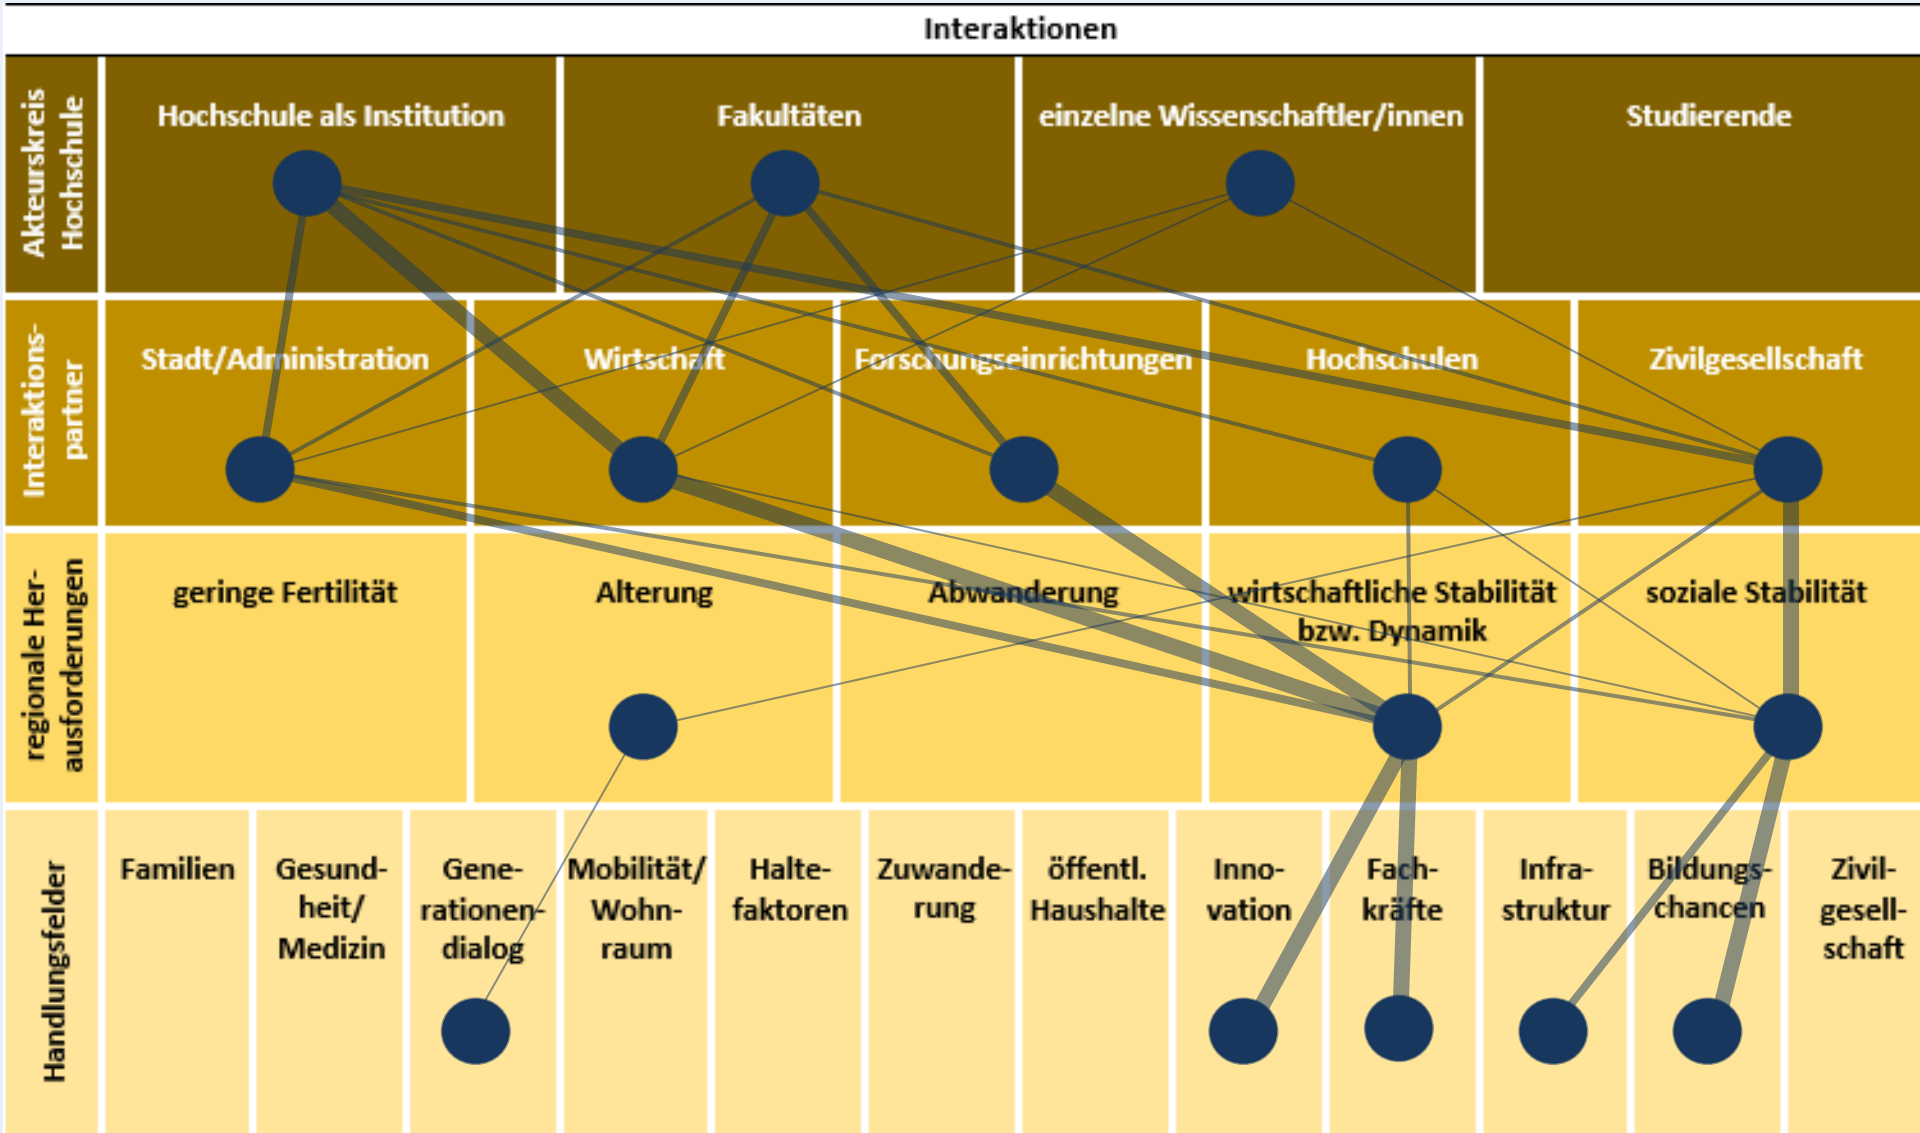 Interaktionen
Akteurskreis
Hochschule
Hochschule als Institution
Fakultäten
einzelne Wissenschaftler/innen
Studierende
Interaktions-
partner
Stadt/Administration
Wirtschaft
Forschungseinrichtungen
Hochschulen
Zivilgesellschaft
regionale Her-
ausforderungen
geringe Fertilität
Alterung
Abwanderung
wirtschaftliche Stabilität
bzw. Dynamik
soziale Stabilität
Handlungsfelder
Familien
Gesund-
heit/
Medizin
Gene-
rationen-
dialog
Mobilität/
Wohn-
raum
Halte-
faktoren
Zuwande-
rung
öffentl.
Haushalte
Inno-
vation
Fach-
kräfte
Infra-
struktur
Bildungs-
chancen
Zivil-
gesell-
schaft